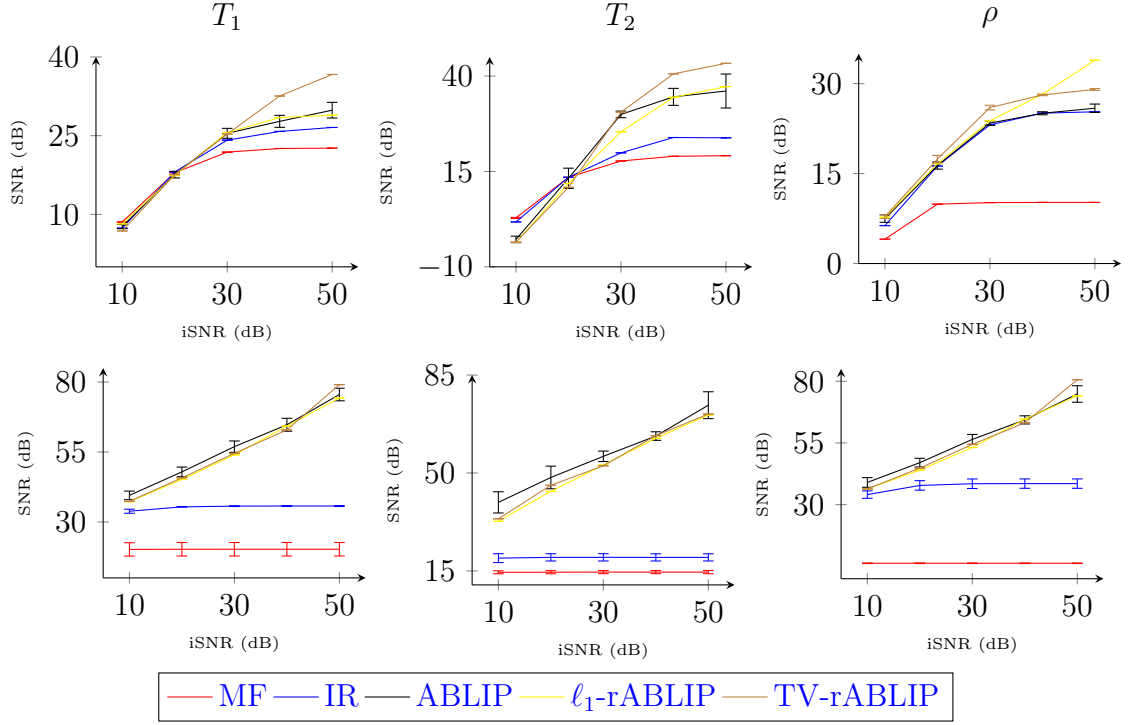 T₁ T₂ ρ
40
25
10
SNR (dB)
10 30 50
iSNR (dB)
40
15
−10
SNR (dB)
10 30 50
iSNR (dB)
30
15
0
SNR (dB)
10 30 50
iSNR (dB)
80
55
30
SNR (dB)
10 30 50
iSNR (dB)
85
50
15
SNR (dB)
10 30 50
iSNR (dB)
80
55
30
SNR (dB)
10 30 50
iSNR (dB)
MF IR ABLIP ℓ₁-rABLIP TV-rABLIP